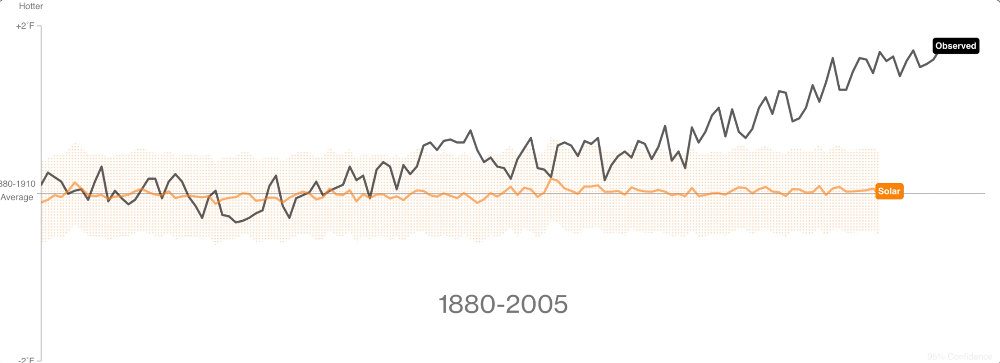 Hotter
+2°F
Observed
880-1910
Average
Solar
1880-2005
-2°F
95% Confidence